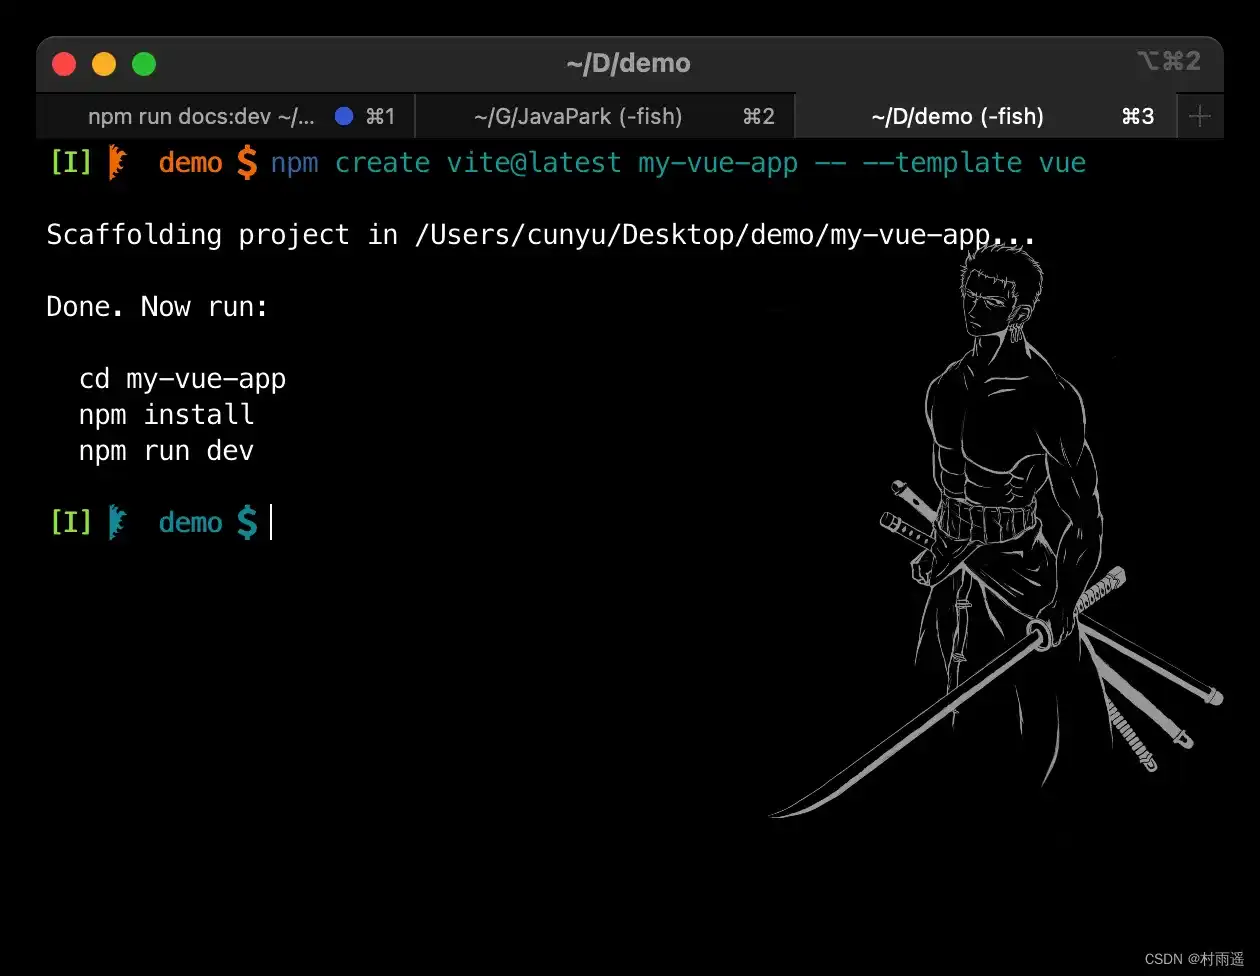 ~/D/demo
⌥⌘2
npm run docs:dev ~/... ⌘1
~/G/JavaPark (-fish) ⌘2
~/D/demo (-fish) ⌘3
[I] demo $ npm create vite@latest my-vue-app -- --template vue
Scaffolding project in /Users/cunyu/Desktop/demo/my-vue-app...
Done. Now run:
cd my-vue-app
npm install
npm run dev
[I] demo $
CSDN @村雨遥